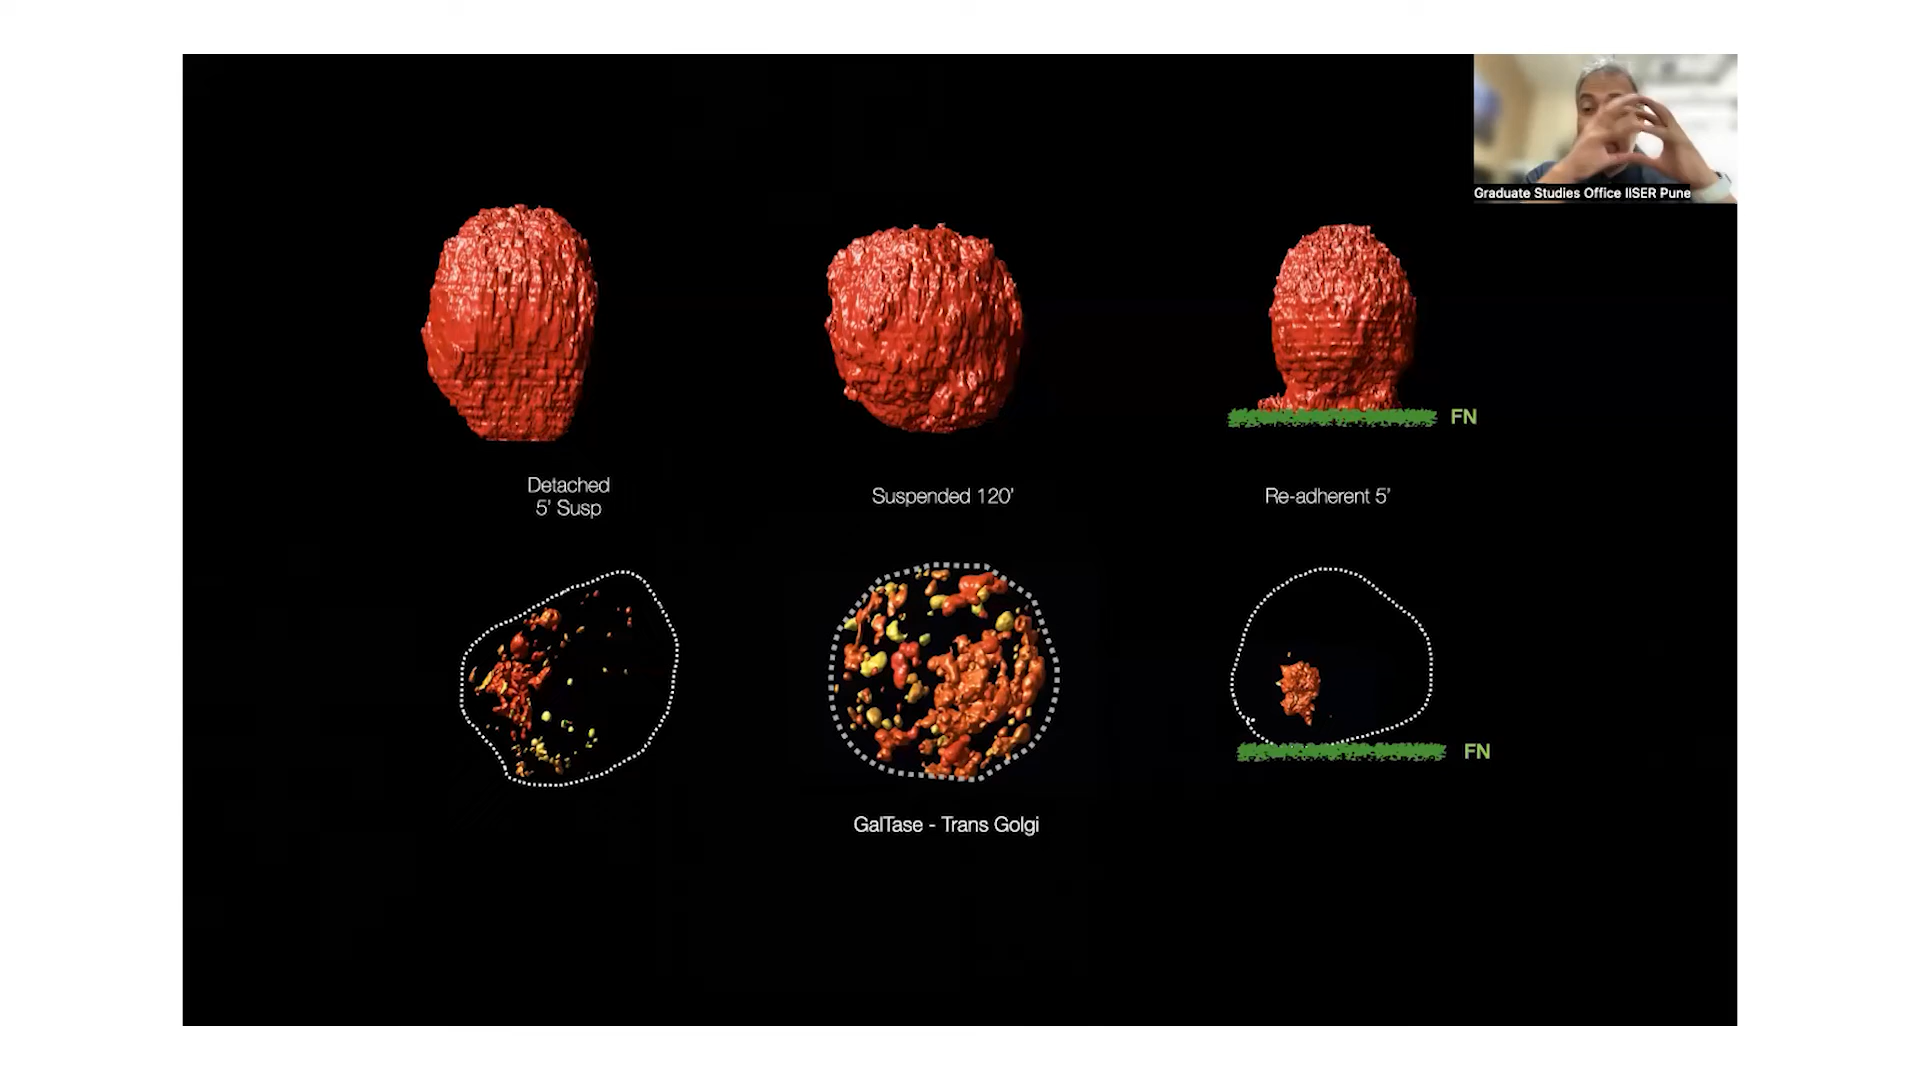 Graduate Studies Office IISER Pune
FN
Detached
5' Susp
Suspended 120'
Re-adherent 5'
FN
GalTase - Trans Golgi